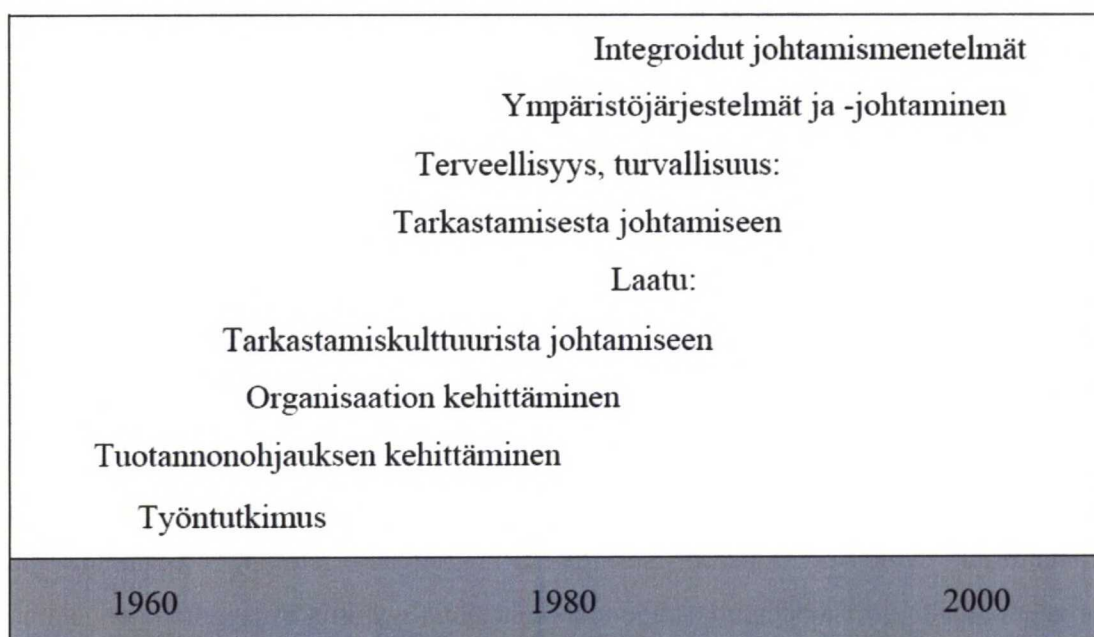 Integroidut johtamismenetelmät
Ympäristöjärjestelmät ja -johtaminen
Terveellisyys, turvallisuus:
Tarkastamisesta johtamiseen
Laatu:
Tarkastamiskulttuurista johtamiseen
Organisaation kehittäminen
Tuotannonohjauksen kehittäminen
Työntutkimus
1960 1980 2000